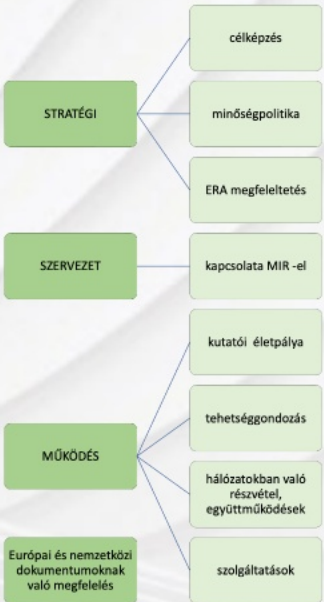 célképzés
STRATÉGI
minőségpolitika
ERA megfeleltetés
SZERVEZET
kapcsolata MIR -el
kutatói életpálya
tehetséggondozás
MŰKÖDÉS
hálózatokban való
részvétel,
együttműködések
Európai és nemzetközi
dokumentumoknak
való megfelelés
szolgáltatások